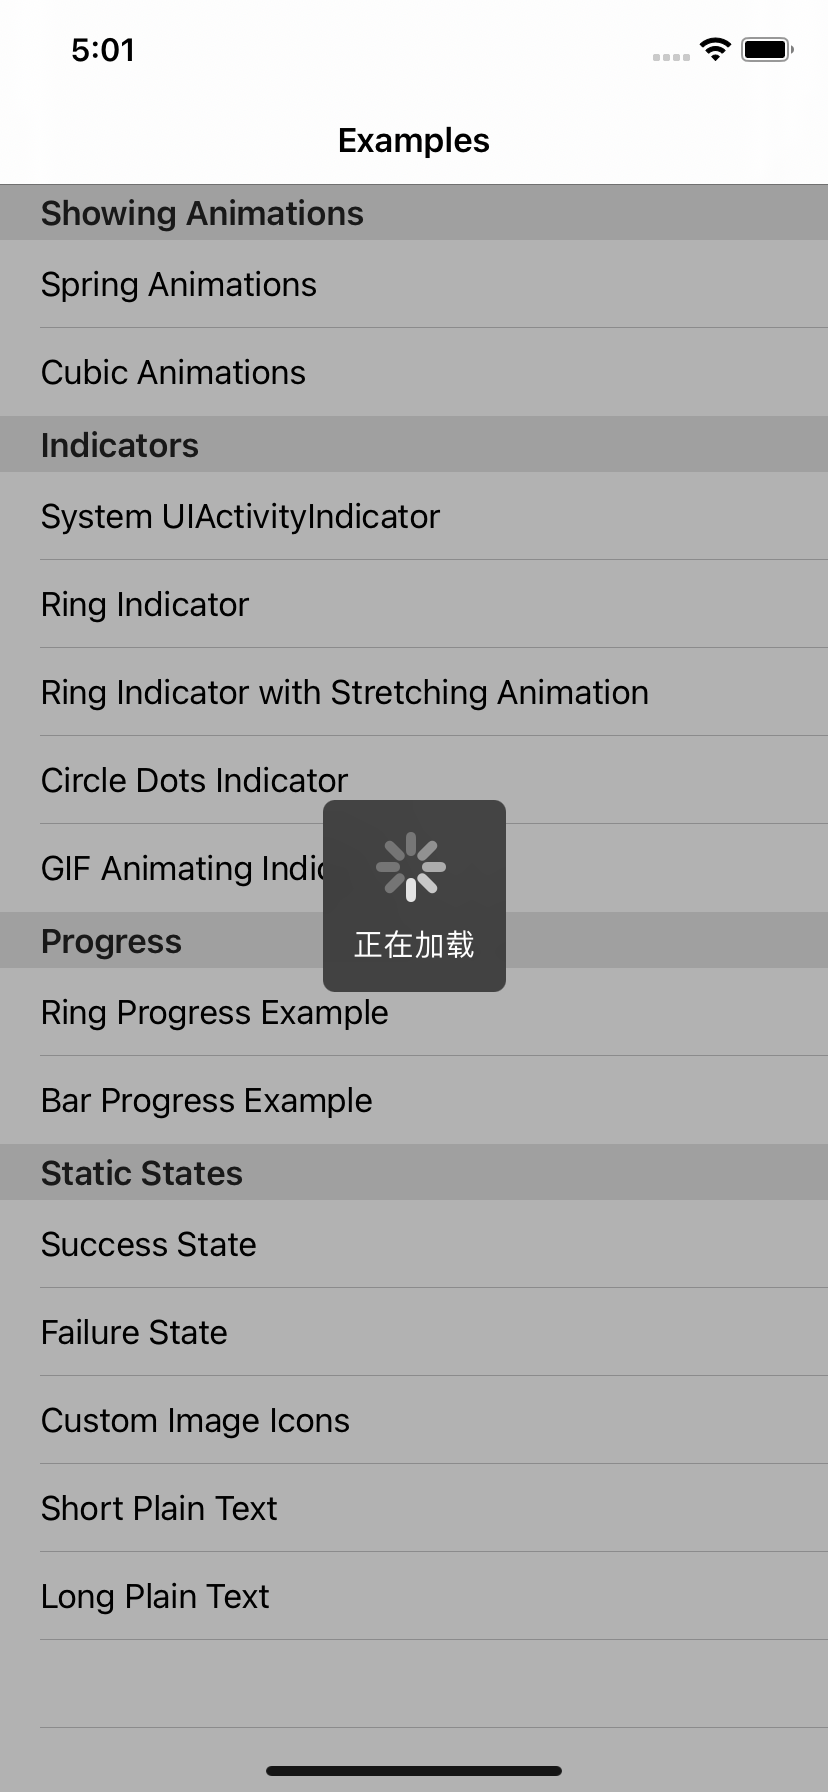 5:01
Examples
Showing Animations
Spring Animations
Cubic Animations
Indicators
System UIActivityIndicator
Ring Indicator
Ring Indicator with Stretching Animation
Circle Dots Indicator
GIF Animating
正在加载
Progress
Ring Progress Example
Bar Progress Example
Static States
Success State
Failure State
Custom Image Icons
Short Plain Text
Long Plain Text